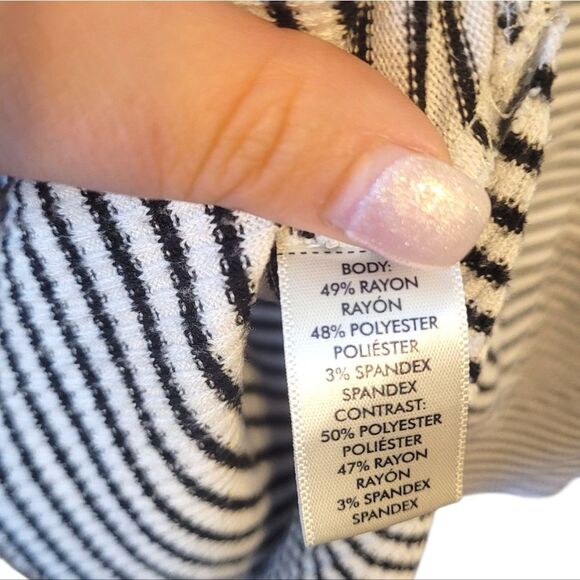 BODY:
49% RAYON
RAYÓN
48% POLYESTER
POLIÉSTER
3% SPANDEX
SPANDEX
CONTRAST:
50% POLYESTER
POLIÉSTER
47% RAYON
RAYÓN
3% SPANDEX
SPANDEX